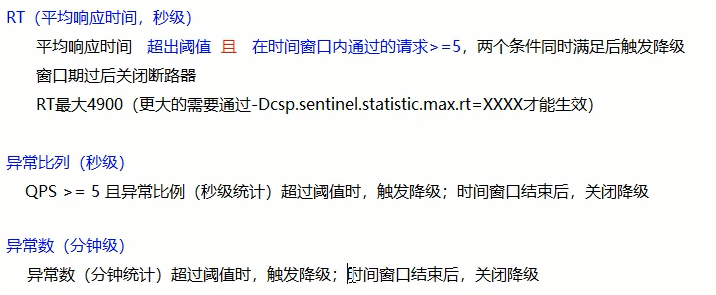 RT（平均响应时间，秒级）
平均响应时间 超出阈值 且 在时间窗口内通过的请求>=5，两个条件同时满足后触发降级
窗口期过后关闭断路器
RT最大4900（更大的需要通过-Dcsp.sentinel.statistic.max.rt=XXXX才能生效）
异常比列（秒级）
QPS >= 5 且异常比例（秒级统计）超过阈值时，触发降级；时间窗口结束后，关闭降级
异常数（分钟级）
异常数（分钟统计）超过阈值时，触发降级；时间窗口结束后，关闭降级